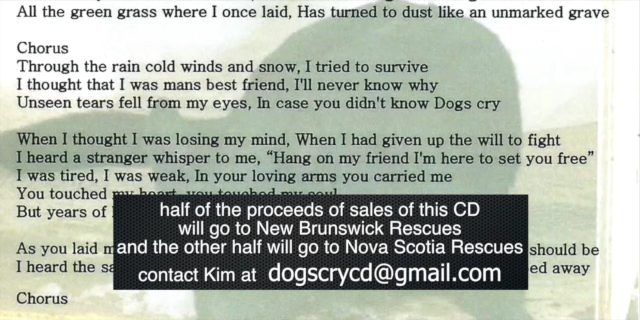 All the green grass where I once laid, Has turned to dust like an unmarked grave
Chorus
Through the rain cold winds and snow, I tried to survive
I thought that I was mans best friend, I'll never know why
Unseen tears fell from my eyes, In case you didn't know Dogs cry
When I thought I was losing my mind, When I had given up the will to fight
I heard a stranger whisper to me, “Hang on my friend I'm here to set you free”
I was tired, I was weak, In your loving arms you carried me
You touched my heart, you touched my soul
But years of
half of the proceeds of sales of this CD
will go to New Brunswick Rescues
and the other half will go to Nova Scotia Rescues
contact Kim at dogscrycd@gmail.com
As you laid should be
I heard the ed away
Chorus